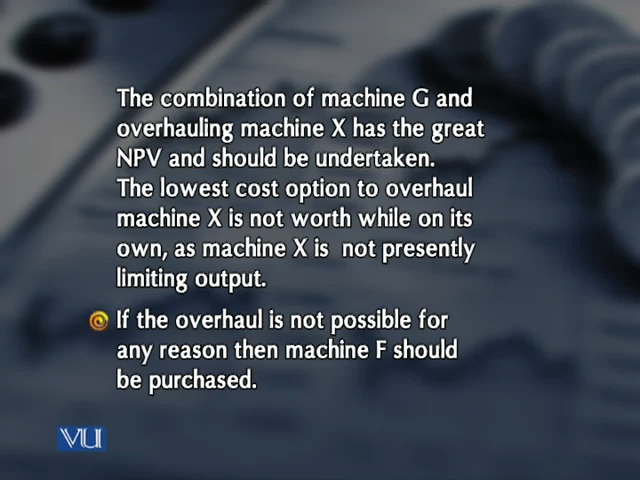 The combination of machine G and
overhauling machine X has the great
NPV and should be undertaken.
The lowest cost option to overhaul
machine X is not worth while on its
own, as machine X is not presently
limiting output.
If the overhaul is not possible for
any reason then machine F should
be purchased.
VU